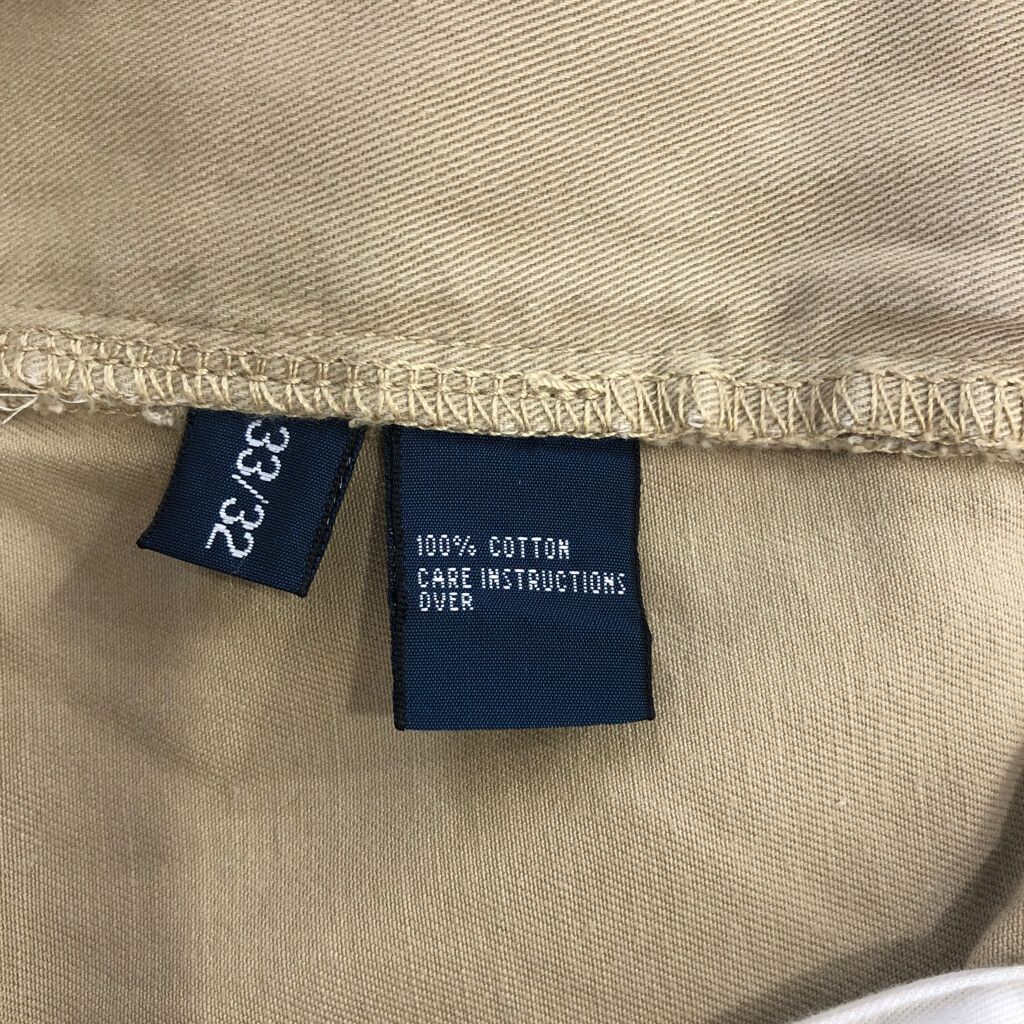 33/32
100% COTTON
CARE INSTRUCTIONS
OVER